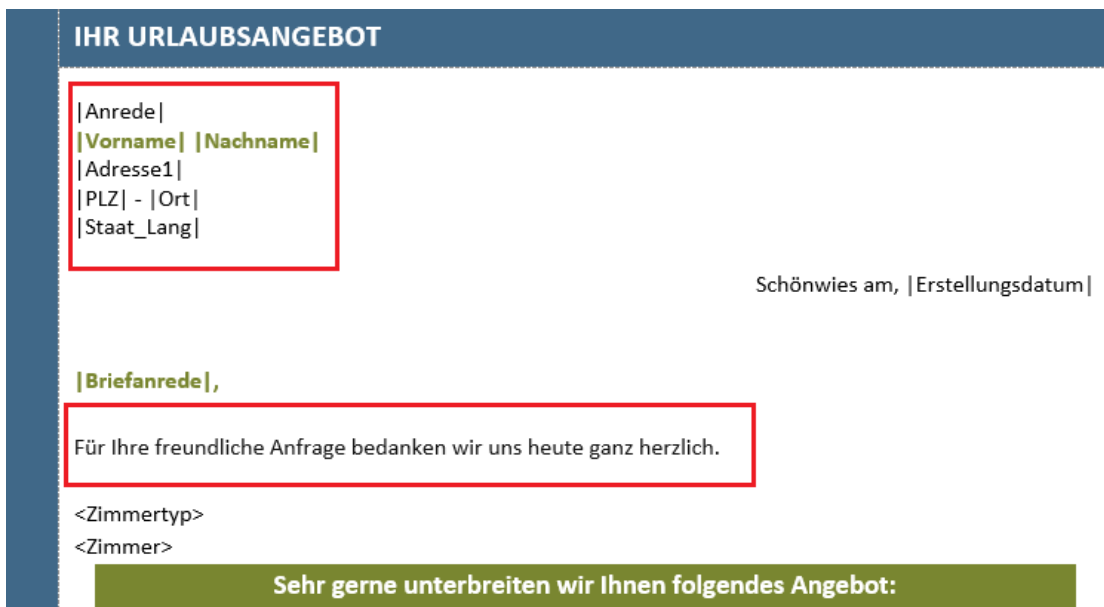 IHR URLAUBSANGEBOT
|Anrede|
|Vorname| |Nachname|
|Adresse1|
|PLZ| - |Ort|
|Staat_Lang|
Schönwies am, |Erstellungsdatum|
|Briefanrede|,
Für Ihre freundliche Anfrage bedanken wir uns heute ganz herzlich.
<Zimmertyp>
<Zimmer>
Sehr gerne unterbreiten wir Ihnen folgendes Angebot: